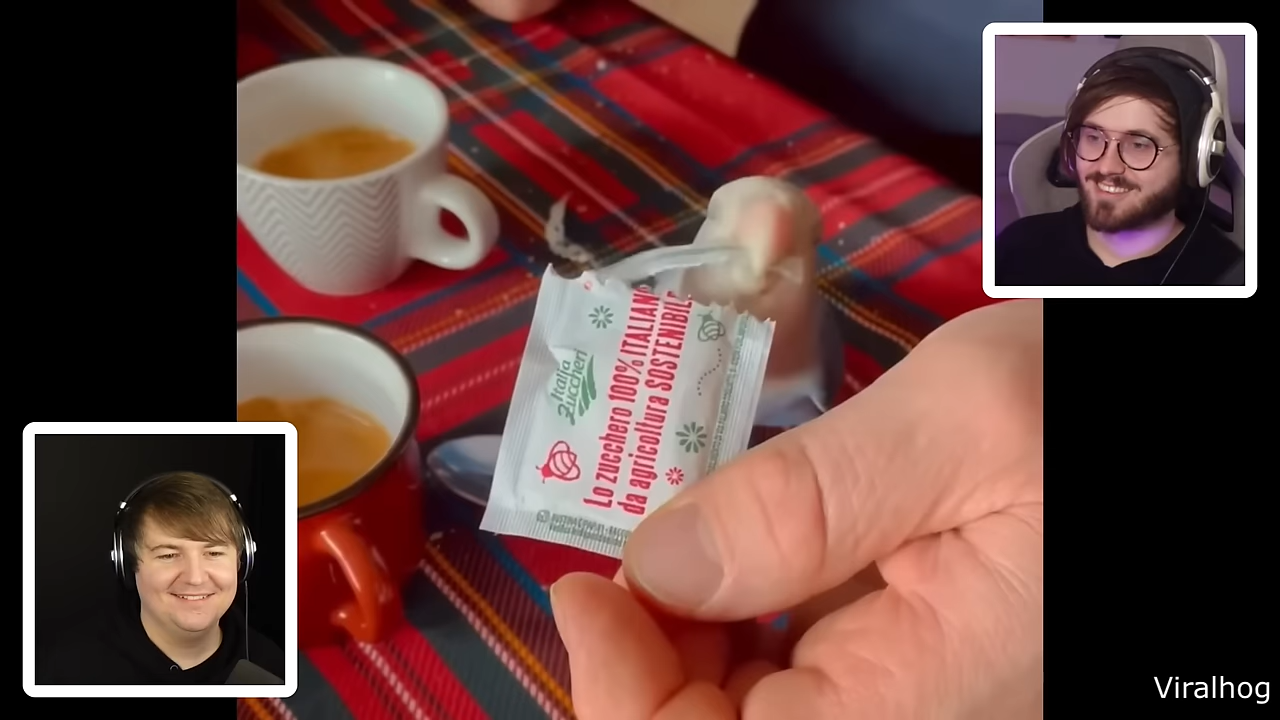 Italia
Zuccheri
Lo zucchero 100% ITALIANO
da agricoltura SOSTENIBILE
Viralhog